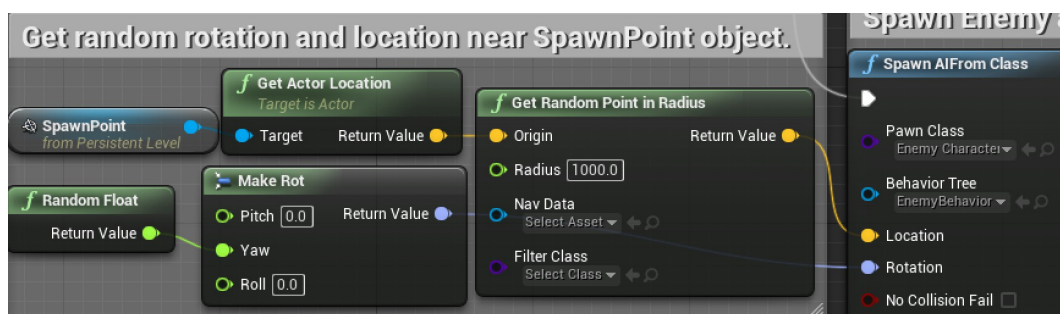 Get random rotation and location near SpawnPoint object.
Spawn Enemy
f Get Actor Location
Target is Actor
Target
Return Value
SpawnPoint
from Persistent Level
f Random Float
Return Value
Make Rot
Pitch 0.0
Return Value
Yaw
Roll 0.0
f Get Random Point in Radius
Origin
Return Value
Radius 1000.0
Nav Data
Select Asset
Filter Class
Select Class
f Spawn AIFrom Class
Pawn Class
Enemy Character
Behavior Tree
EnemyBehavior
Location
Rotation
No Collision Fail